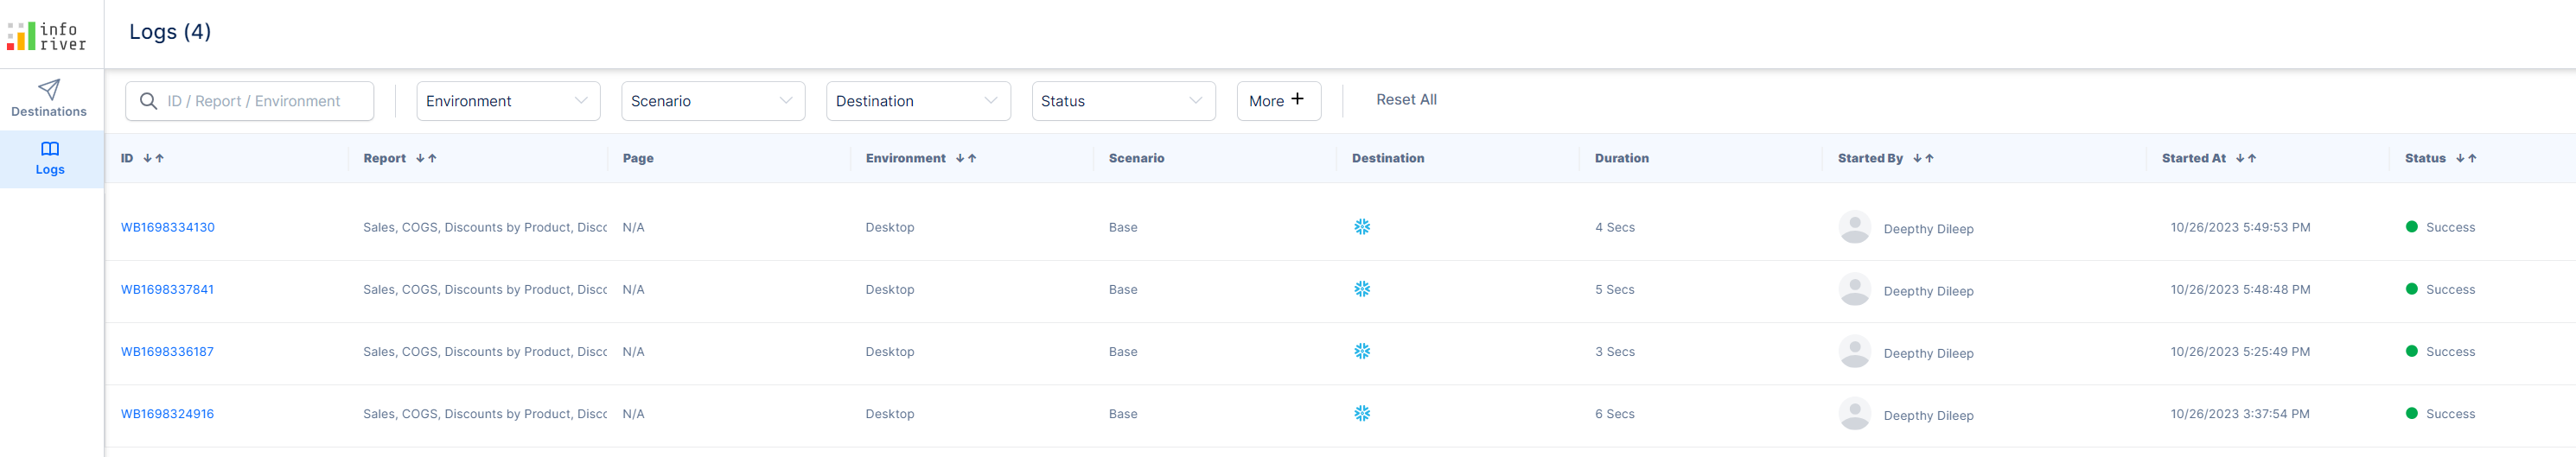 info
river
Logs (4)
Destinations
Logs
ID / Report / Environment
Environment
Scenario
Destination
Status
More +
Reset All
ID Report Page Environment Scenario Destination Duration Started By Started At Status
WB1698334130 Sales, COGS, Discounts by Product, Disco N/A Desktop Base 4 Secs Deepthy Dileep 10/26/2023 5:49:53 PM Success
WB1698337841 Sales, COGS, Discounts by Product, Disco N/A Desktop Base 5 Secs Deepthy Dileep 10/26/2023 5:48:48 PM Success
WB1698336187 Sales, COGS, Discounts by Product, Disco N/A Desktop Base 3 Secs Deepthy Dileep 10/26/2023 5:25:49 PM Success
WB1698324916 Sales, COGS, Discounts by Product, Disco N/A Desktop Base 6 Secs Deepthy Dileep 10/26/2023 3:37:54 PM Success